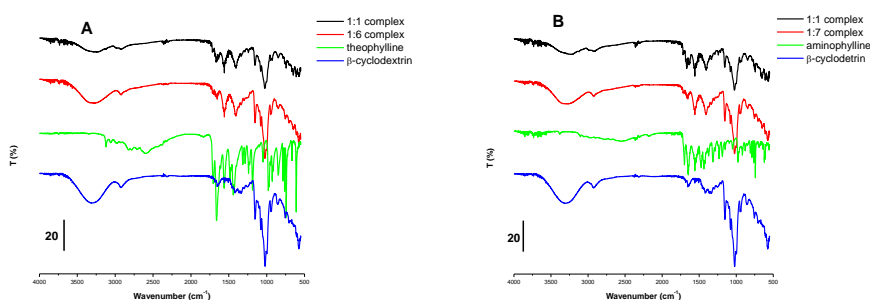 A
1:1 complex
1:6 complex
theophylline
β-cyclodextrin
T (%)
20
4000 3500 3000 2500 2000 1500 1000 500
Wavenumber (cm⁻¹)
B
1:1 complex
1:7 complex
aminophylline
β-cyclodetrin
T (%)
20
4000 3500 3000 2500 2000 1500 1000 500
Wavenumber (cm⁻¹)